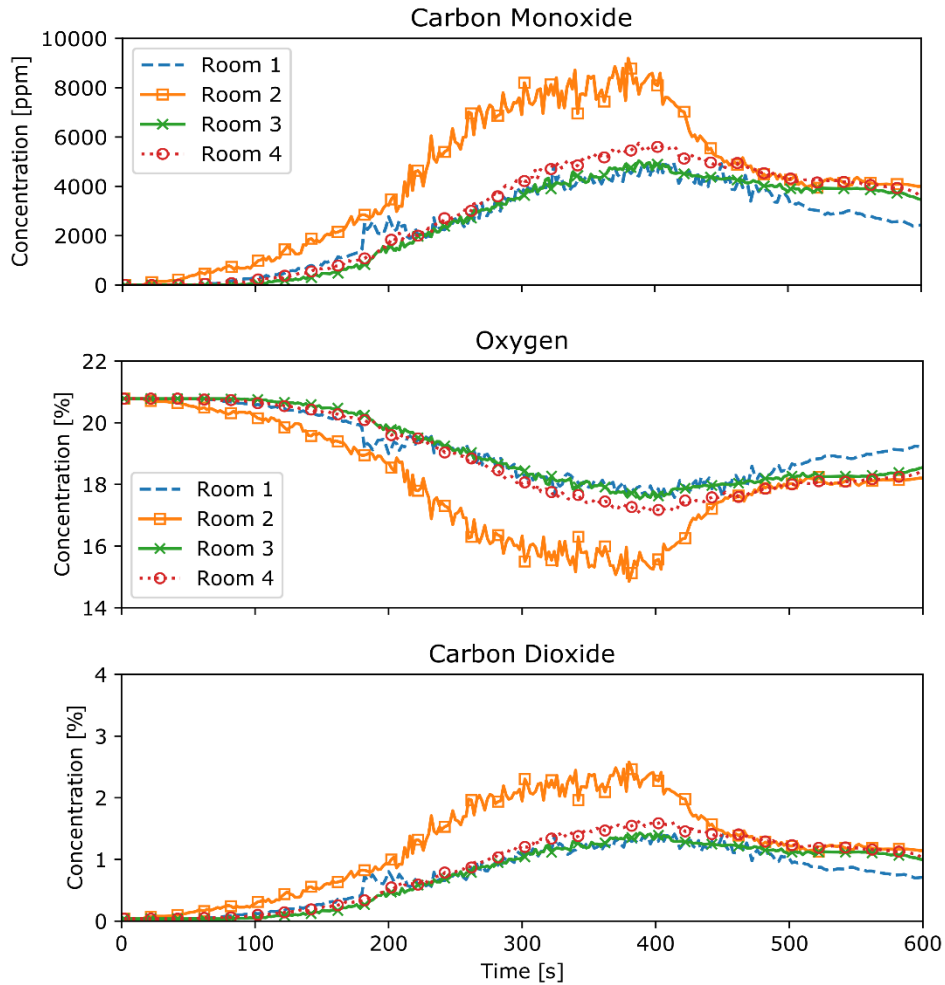 Carbon Monoxide
Concentration [ppm]
10000
8000
6000
4000
2000
0
Room 1
Room 2
Room 3
Room 4
Oxygen
Concentration [%]
22
20
18
16
14
Room 1
Room 2
Room 3
Room 4
Carbon Dioxide
Concentration [%]
4
3
2
1
0
0 100 200 300 400 500 600
Time [s]